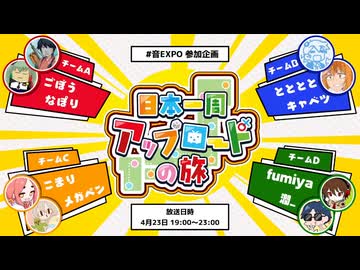 #音EXPO 参加企画
チームA
ごぼう
なぽり
チームB
ととと​と
キャベツ
日本一周
アップロード
の旅
チームC
こまり
メガペン
チームD
fumiya
潤
放送日時
4月23日 19:00～23:00